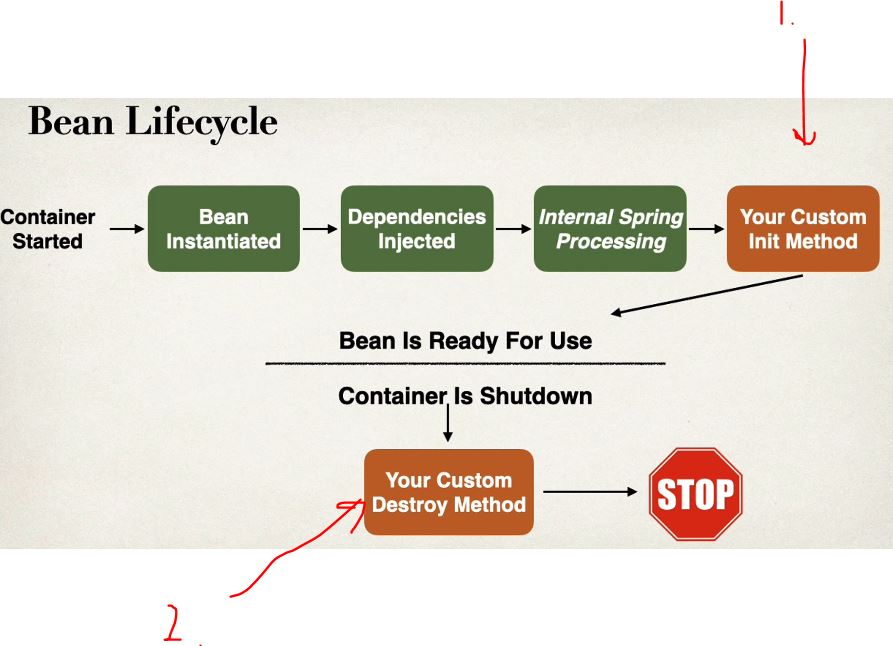 1.
Bean Lifecycle
Container
Started
Bean
Instantiated
Dependencies
Injected
Internal Spring
Processing
Your Custom
Init Method
Bean Is Ready For Use
Container Is Shutdown
Your Custom
Destroy Method
STOP
2.